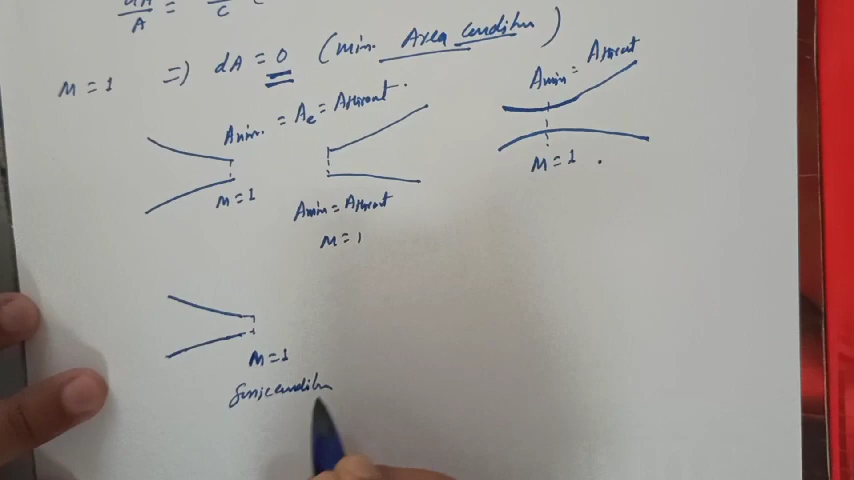 dA/A =
M = 1 => dA = 0 (min. Area condition)
Amin. = Ae = Athroat.
Amin = Athroat
M = 1
Amin = Athroat
M = 1
M = 1.
M = 1
Sonic condition